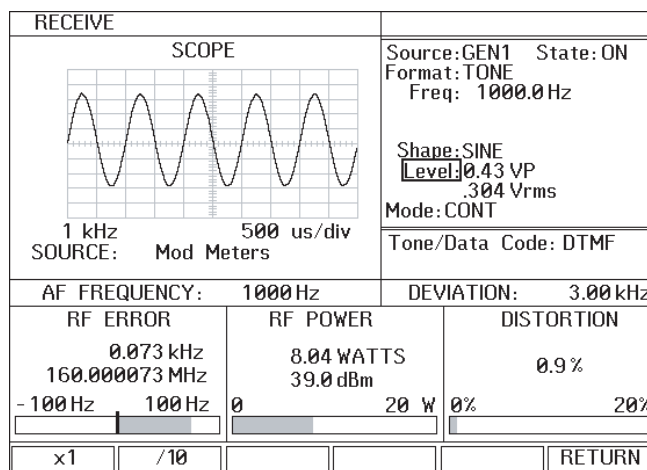 RECEIVE
SCOPE
1 kHz 500 us/div
SOURCE: Mod Meters
Source:GEN1 State:ON
Format:TONE
Freq: 1000.0 Hz
Shape:SINE
Level:0.43 VP
.304 Vrms
Mode:CONT
Tone/Data Code: DTMF
AF FREQUENCY: 1000 Hz
DEVIATION: 3.00 kHz
RF ERROR
0.073 kHz
160.000073 MHz
-100 Hz 100 Hz
RF POWER
8.04 WATTS
39.0 dBm
0 20 W
DISTORTION
0.9 %
0% 20%
x1 /10 RETURN